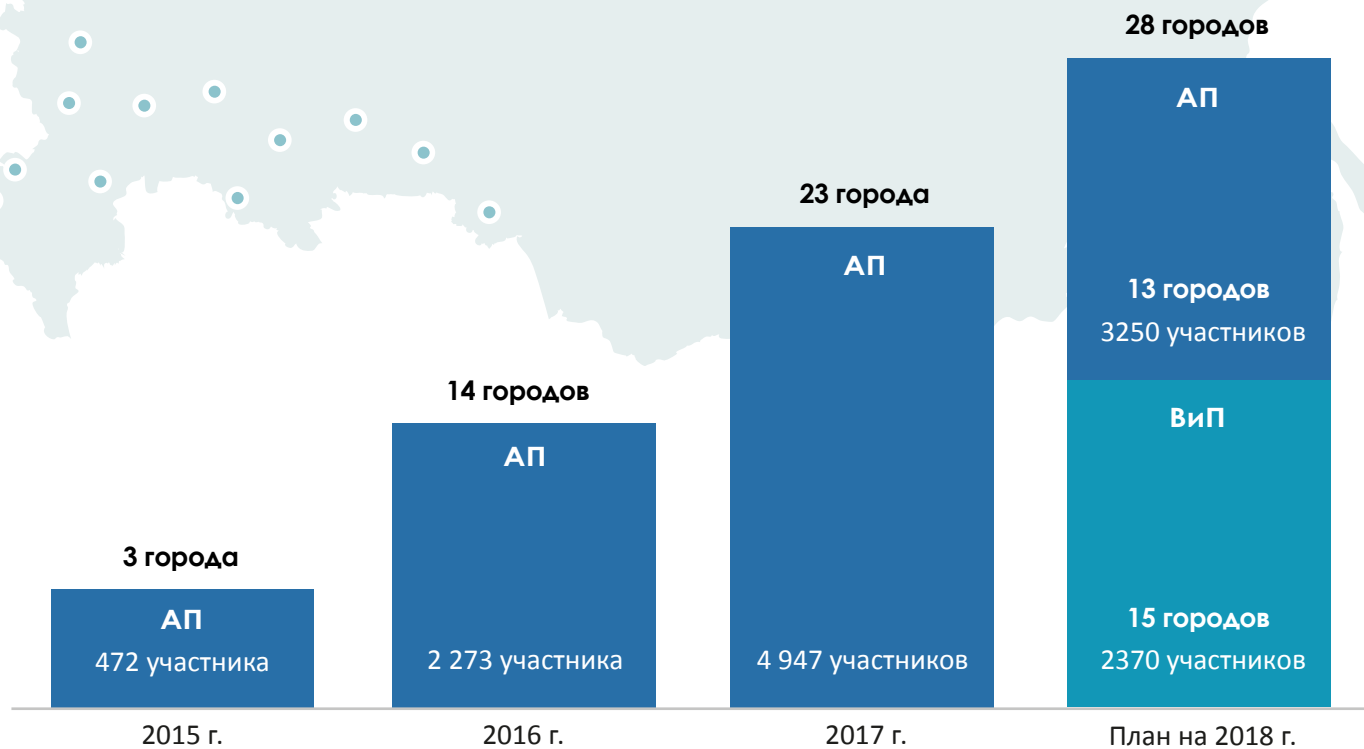 3 города
АП
472 участника
2015 г.
14 городов
АП
2 273 участника
2016 г.
23 города
АП
4 947 участников
2017 г.
28 городов
АП
13 городов
3250 участников
ВиП
15 городов
2370 участников
План на 2018 г.